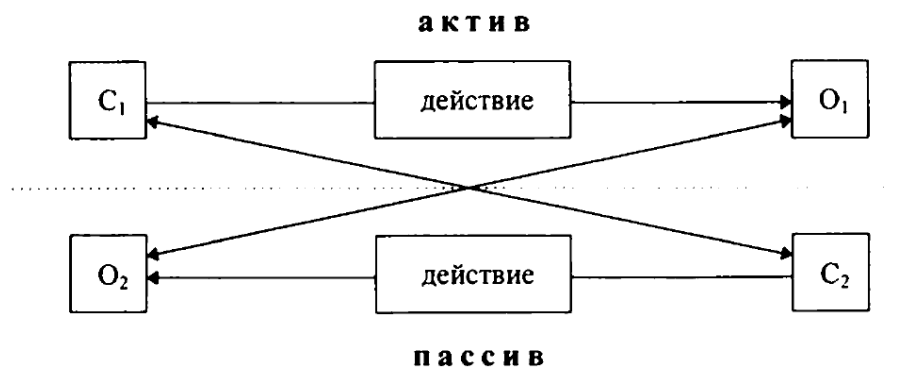 актив
C₁ действие O₁
O₂ действие C₂
пассив